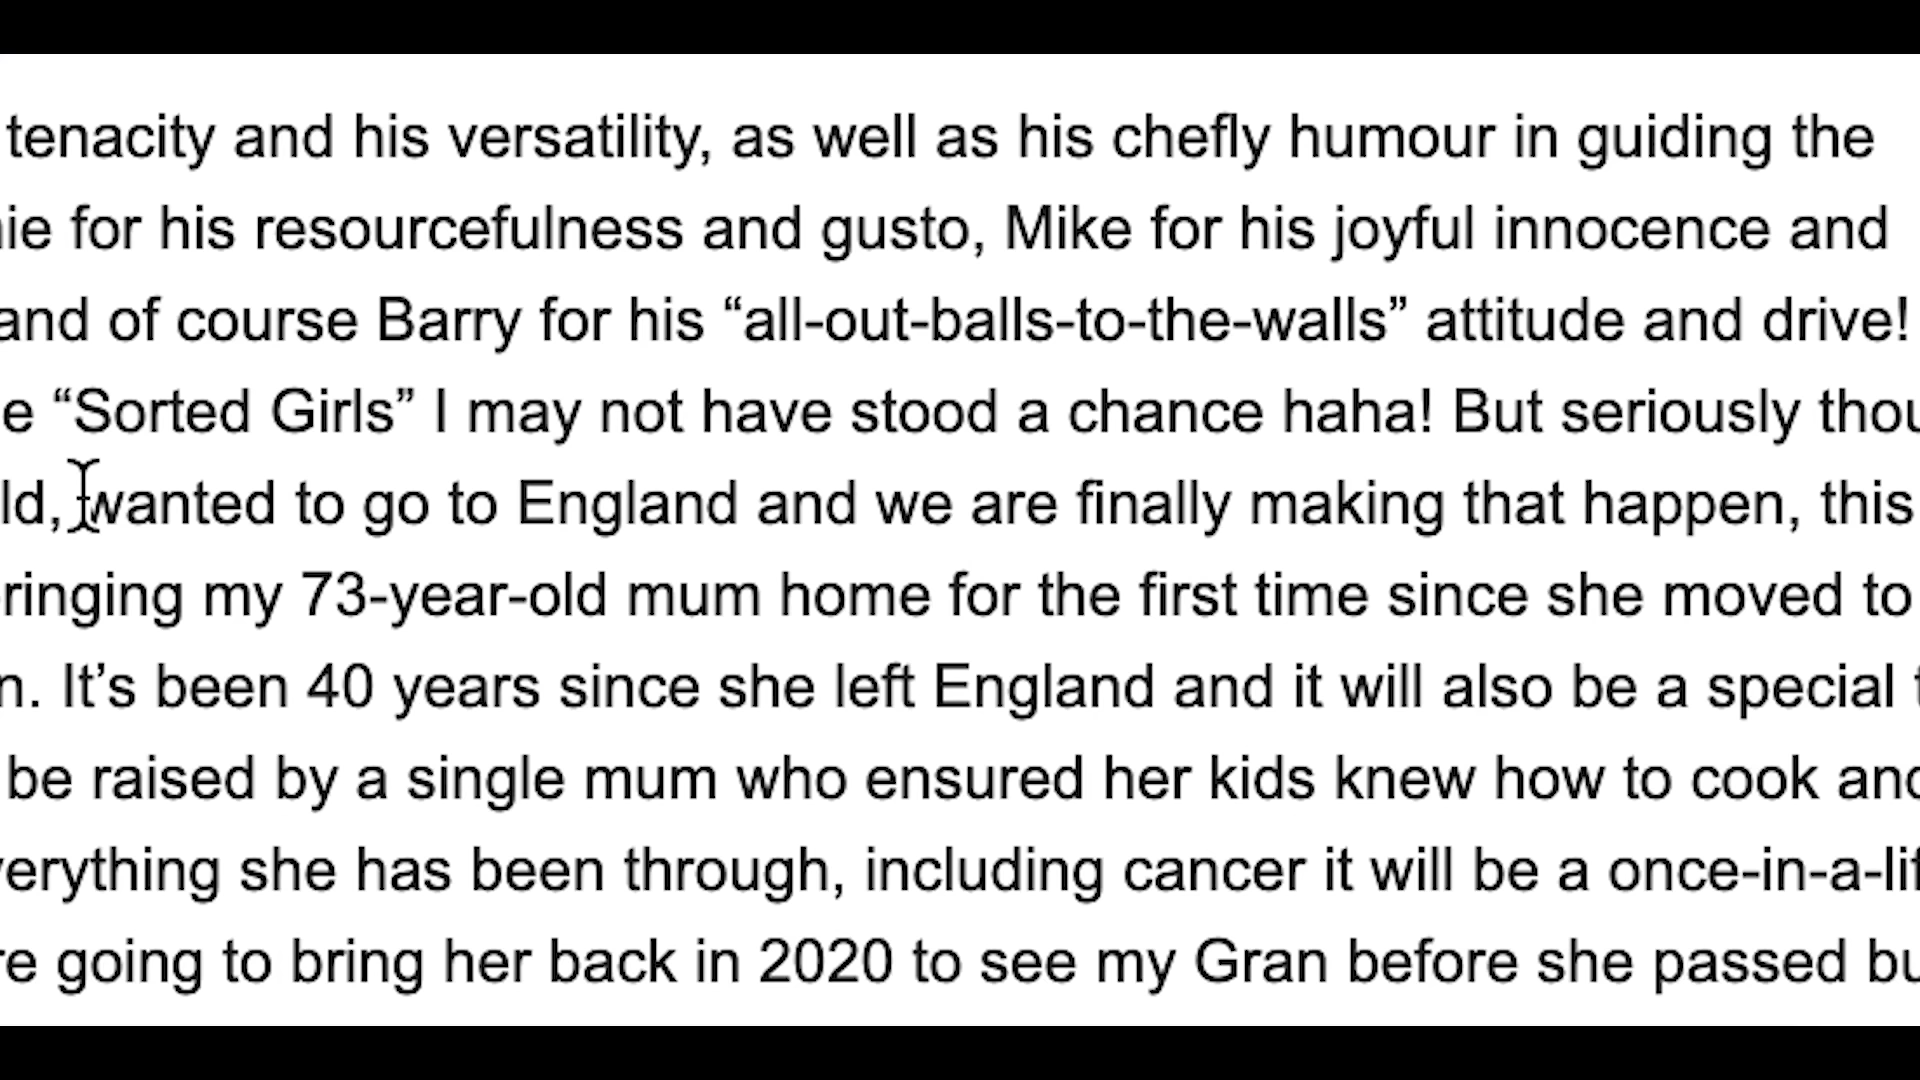 tenacity and his versatility, as well as his chefly humour in guiding the
for his resourcefulness and gusto, Mike for his joyful innocence and
and of course Barry for his “all-out-balls-to-the-walls” attitude and drive!
“Sorted Girls” I may not have stood a chance haha! But seriously
wanted to go to England and we are finally making that happen, this
ringing my 73-year-old mum home for the first time since she moved to
It’s been 40 years since she left England and it will also be a special
be raised by a single mum who ensured her kids knew how to cook and
verything she has been through, including cancer it will be a once-in-a-lif
going to bring her back in 2020 to see my Gran before she passed